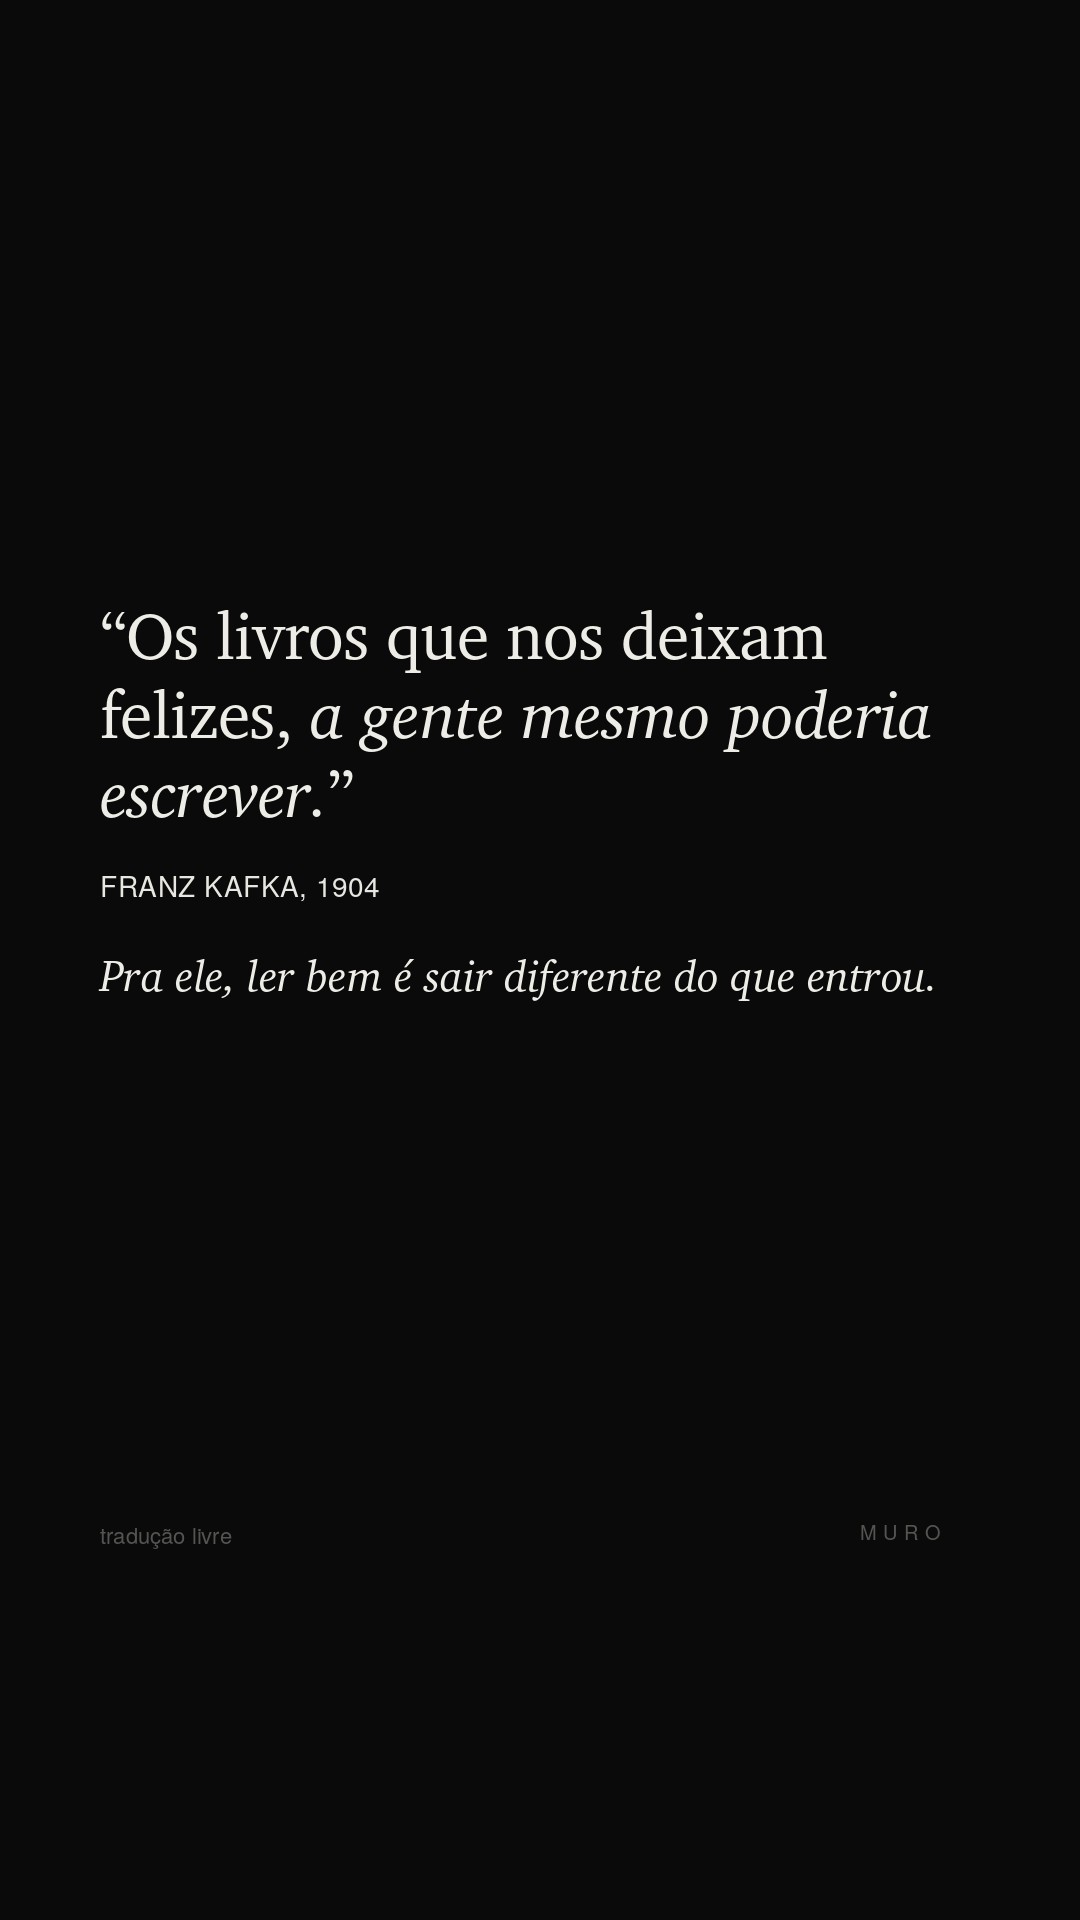 “Os livros que nos deixam
felizes, a gente mesmo poderia
escrever.”
FRANZ KAFKA, 1904
Pra ele, ler bem é sair diferente do que entrou.
tradução livre
MURO